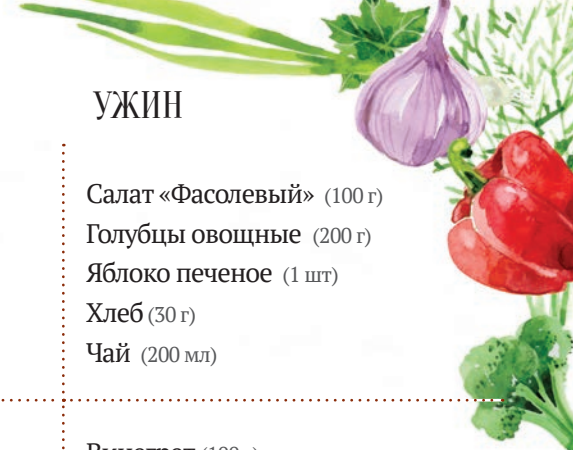 УЖИН
Салат «Фасолевый» (100 г)
Голубцы овощные (200 г)
Яблоко печеное (1 шт)
Хлеб (30 г)
Чай (200 мл)